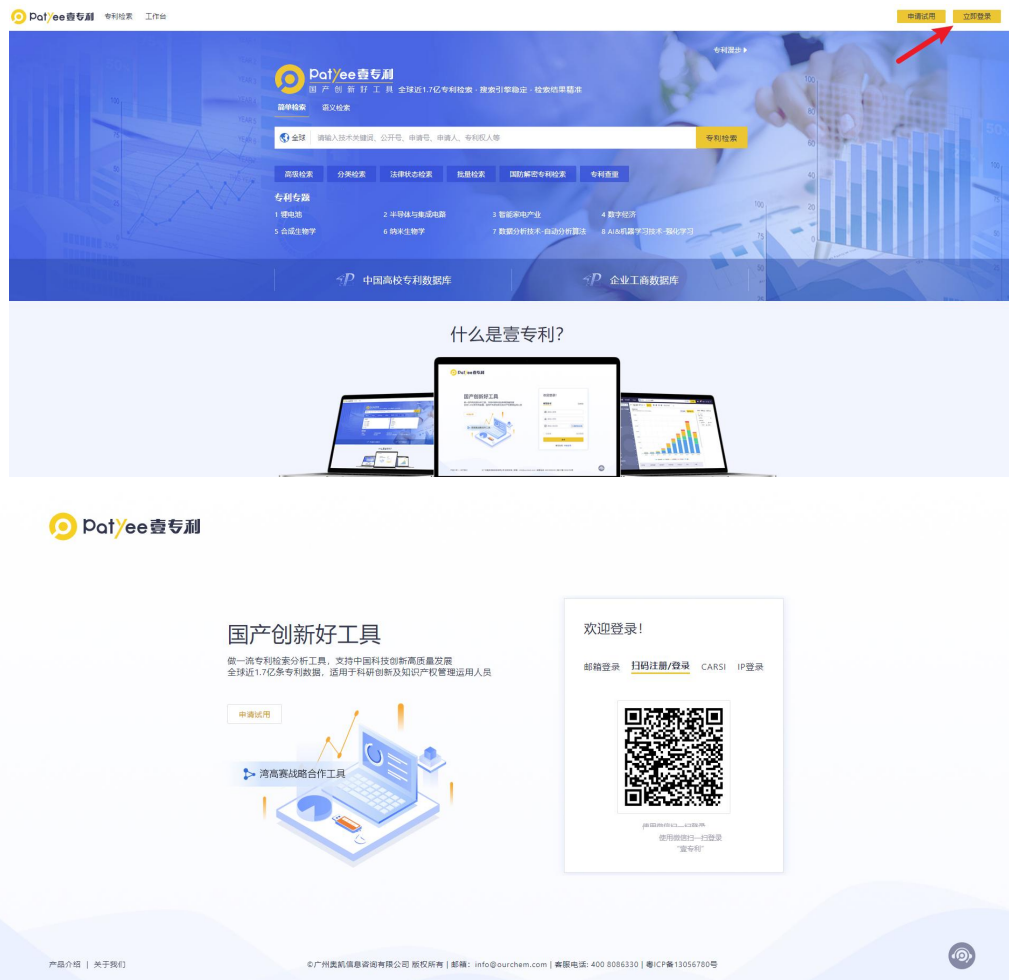 Patyee壹专利 专利检索 工作台 申请试用 立即登录
专利漫步
Patyee壹专利
国产创新好工具 全球近1.7亿专利检索·搜索引擎稳定·检索结果精准
简单检索 语义检索
全球 请输入技术关键词、公开号、申请号、申请人、专利权人等 专利检索
高级检索 分类检索 法律状态检索 批量检索 国防解密专利检索 专利查重
专利专题
1 锂电池 2 半导体与集成电路 3 智能家电产业 4 数字经济
5 合成生物学 6 纳米生物学 7 数据分析技术-自动分析算法 8 AI&机器学习技术-强化学习
中国高校专利数据库 企业工商数据库
什么是壹专利?
国产创新好工具
Patyee壹专利
国产创新好工具
做一流专利检索分析工具，支持中国科技创新高质量发展
全球近1.7亿条专利数据，适用于科研创新及知识产权管理运用人员
申请试用
湾高赛战略合作工具
欢迎登录!
邮箱登录 扫码注册/登录 CARSI IP登录
使用微信扫一扫登录
使用微信扫一扫登录
"壹专利"
产品介绍 | 关于我们
©广州奥凯信息咨询有限公司 版权所有 | 邮箱: info@ourchem.com | 客服电话: 400 8086330 | 粤ICP备13056780号